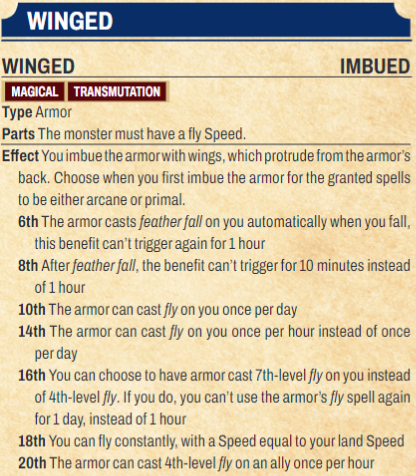 WINGED
WINGED IMBUED
MAGICAL TRANSMUTATION
Type Armor
Parts The monster must have a fly Speed.
Effect You imbue the armor with wings, which protrude from the armor's
back. Choose when you first imbue the armor for the granted spells
to be either arcane or primal.
6th The armor casts feather fall on you automatically when you fall,
this benefit can't trigger again for 1 hour
8th After feather fall, the benefit can't trigger for 10 minutes instead
of 1 hour
10th The armor can cast fly on you once per day
14th The armor can cast fly on you once per hour instead of once
per day
16th You can choose to have armor cast 7th-level fly on you instead
of 4th-level fly. If you do, you can't use the armor's fly spell again
for 1 day, instead of 1 hour
18th You can fly constantly, with a Speed equal to your land Speed
20th The armor can cast 4th-level fly on an ally once per hour